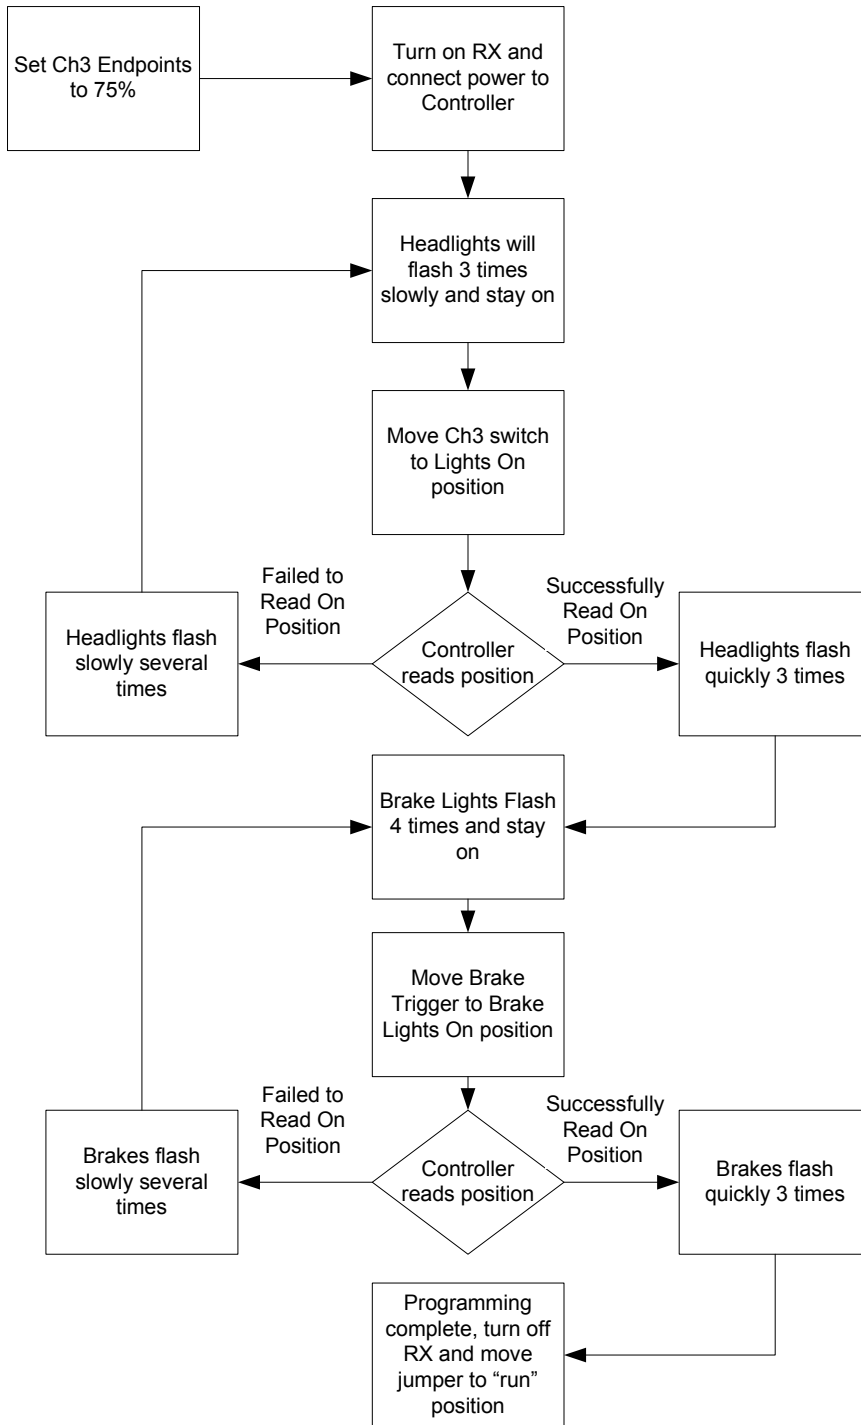 Set Ch3 Endpoints
to 75%
Turn on RX and
connect power to
Controller
Headlights will
flash 3 times
slowly and stay on
Move Ch3 switch
to Lights On
position
Failed to
Read On
Position
Successfully
Read On
Position
Headlights flash
slowly several
times
Controller
reads position
Headlights flash
quickly 3 times
Brake Lights Flash
4 times and stay
on
Move Brake
Trigger to Brake
Lights On position
Failed to
Read On
Position
Successfully
Read On
Position
Brakes flash
slowly several
times
Controller
reads position
Brakes flash
quickly 3 times
Programming
complete, turn off
RX and move
jumper to “run”
position